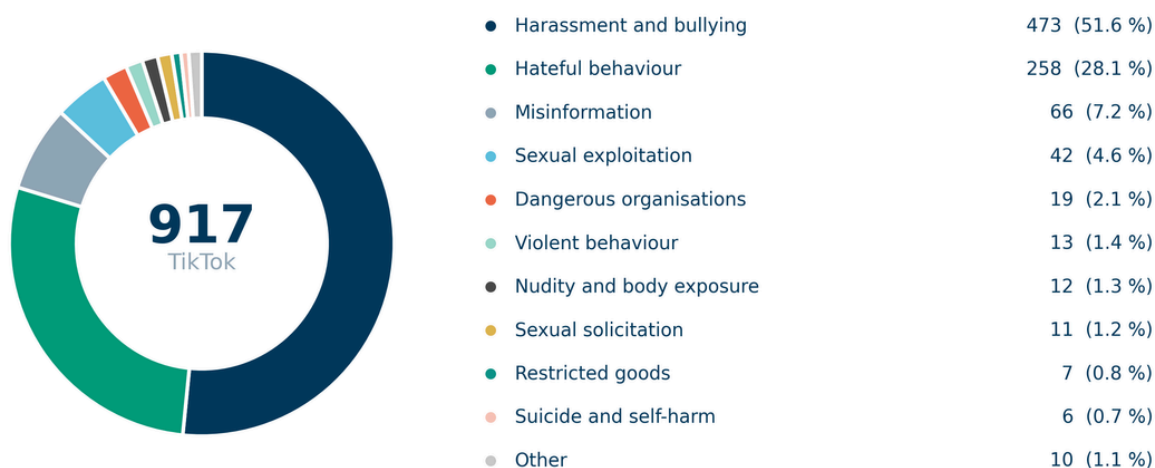 917
TikTok
Harassment and bullying 473 (51.6 %)
Hateful behaviour 258 (28.1 %)
Misinformation 66 (7.2 %)
Sexual exploitation 42 (4.6 %)
Dangerous organisations 19 (2.1 %)
Violent behaviour 13 (1.4 %)
Nudity and body exposure 12 (1.3 %)
Sexual solicitation 11 (1.2 %)
Restricted goods 7 (0.8 %)
Suicide and self-harm 6 (0.7 %)
Other 10 (1.1 %)